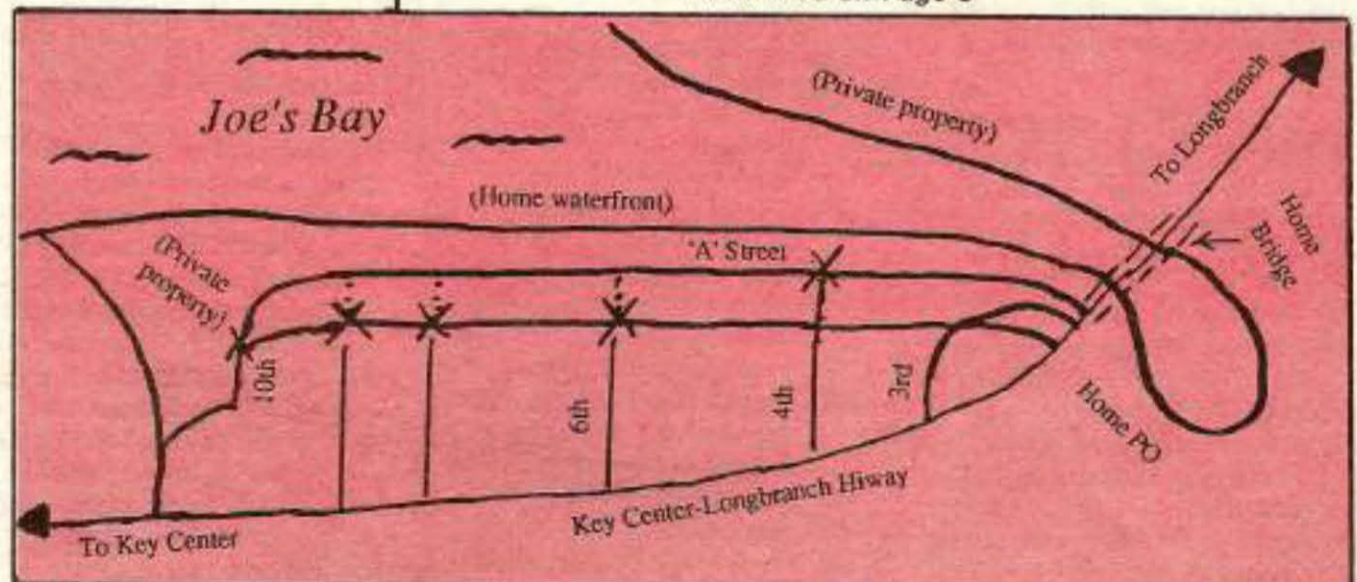 Joe's Bay
(Private property)
To Longbranch
Home
Bridge
(Home waterfront)
'A' Street
(Private
property)
10th
6th
4th
3rd
Home PO
Key Center-Longbranch Hiway
To Key Center